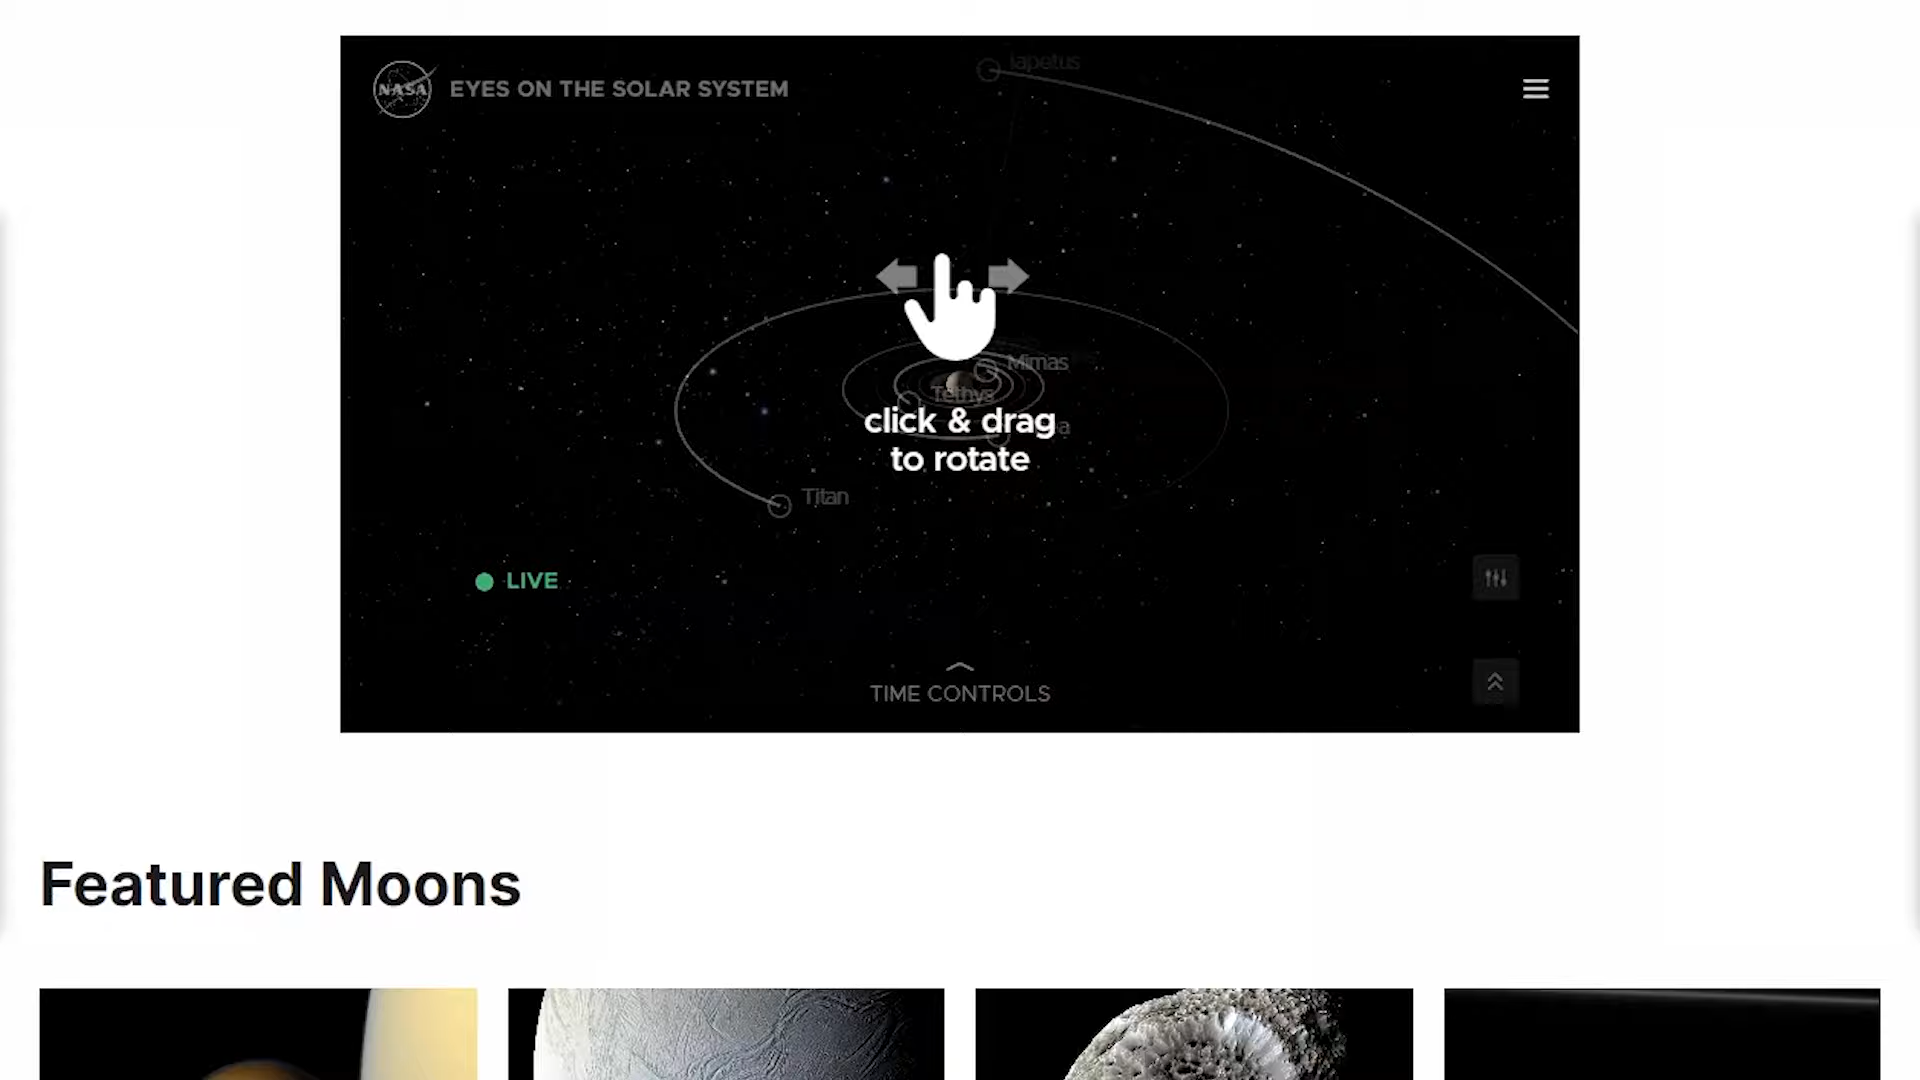 Iapetus
NASA
EYES ON THE SOLAR SYSTEM
Mimas
Tethys
click & drag
to rotate
Titan
LIVE
TIME CONTROLS
Featured Moons